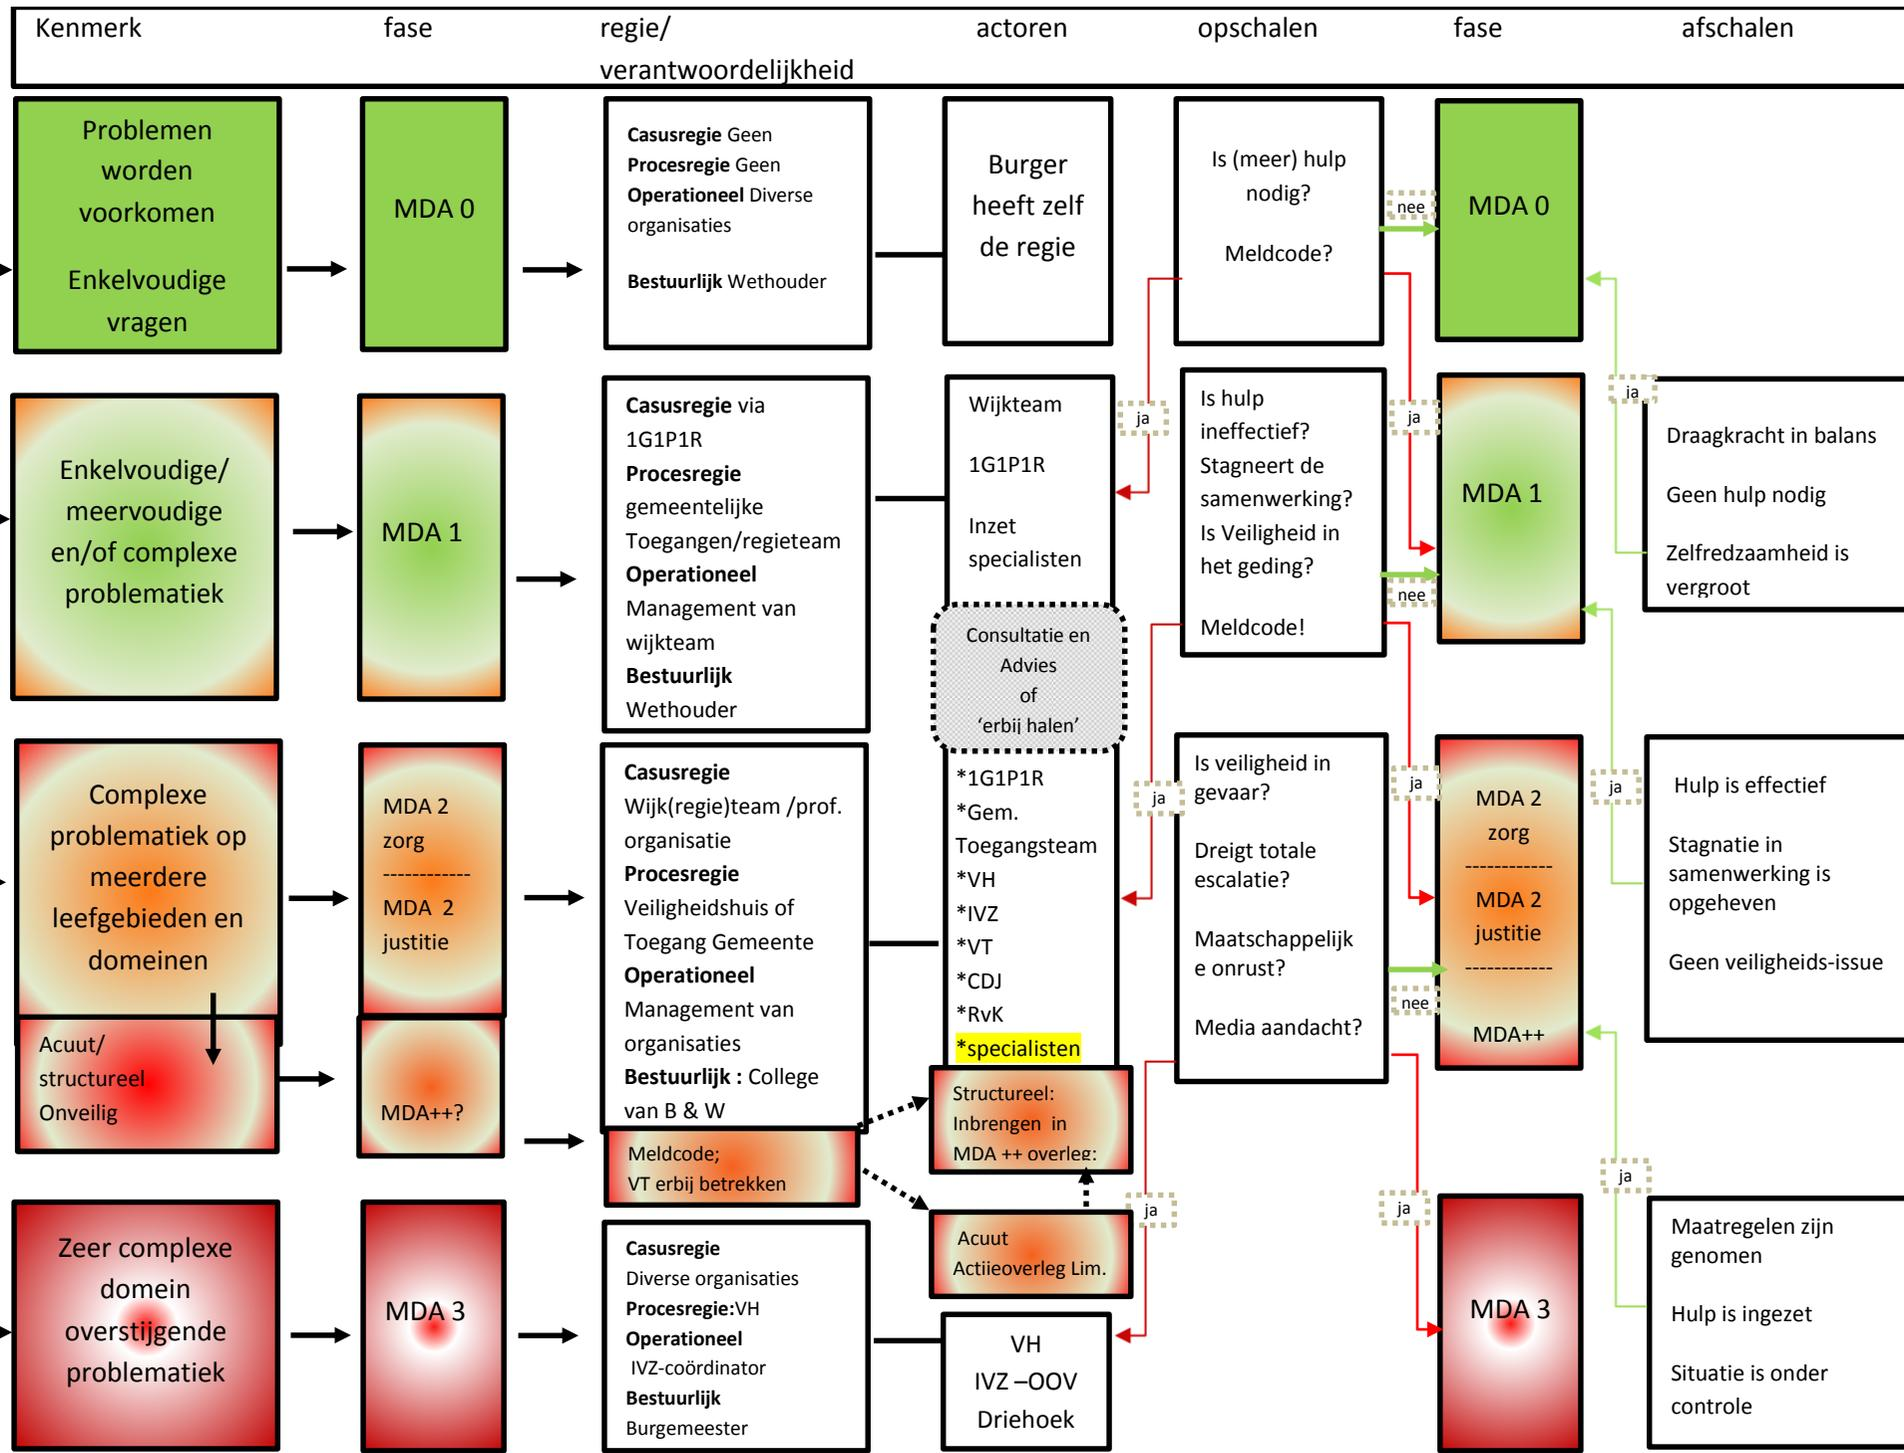 Kenmerk fase regie/ actoren opschalen fase afschalen
verantwoordelijkheid
Problemen
worden
voorkomen
Enkelvoudige
vragen
MDA 0
Casusregie Geen
Procesregie Geen
Operationeel Diverse
organisaties
Bestuurlijk Wethouder
Burger
heeft zelf
de regie
Is (meer) hulp
nodig?
Meldcode?
nee
MDA 0
Enkelvoudige/
meervoudige
en/of complexe
problematiek
MDA 1
Casusregie via
1G1P1R
Procesregie
gemeentelijke
Toegangen/regieteam
Operationeel
Management van
wijkteam
Bestuurlijk
Wethouder
Wijkteam
1G1P1R
Inzet
specialisten
Consultatie en
Advies
of
‘erbij halen’
ja
Is hulp
ineffectief?
Stagneert de
samenwerking?
Is Veiligheid in
het geding?
Meldcode!
ja
nee
MDA 1
ja
Draagkracht in balans
Geen hulp nodig
Zelfredzaamheid is
vergroot
Complexe
problematiek op
meerdere
leefgebieden en
domeinen
Acuut/
structureel
Onveilig
MDA 2
zorg
------------
MDA 2
justitie
MDA++?
Casusregie
Wijk(regie)team /prof.
organisatie
Procesregie
Veiligheidshuis of
Toegang Gemeente
Operationeel
Management van
organisaties
Bestuurlijk : College
van B & W
Meldcode;
VT erbij betrekken
*1G1P1R
*Gem.
Toegangsteam
*VH
*IVZ
*VT
*CDJ
*RvK
*specialisten
Structureel:
Inbrengen in
MDA ++ overleg:
Acuut
Actiieoverleg Lim.
ja
Is veiligheid in
gevaar?
Dreigt totale
escalatie?
Maatschappelijk
e onrust?
Media aandacht?
ja
nee
MDA 2
zorg
------------
MDA 2
justitie
------------
MDA++
ja
Hulp is effectief
Stagnatie in
samenwerking is
opgeheven
Geen veiligheids-issue
Zeer complexe
domein
overstijgende
problematiek
MDA 3
Casusregie
Diverse organisaties
Procesregie:VH
Operationeel
IVZ-coördinator
Bestuurlijk
Burgemeester
VH
IVZ –OOV
Driehoek
ja
ja
MDA 3
ja
Maatregelen zijn
genomen
Hulp is ingezet
Situatie is onder
controle